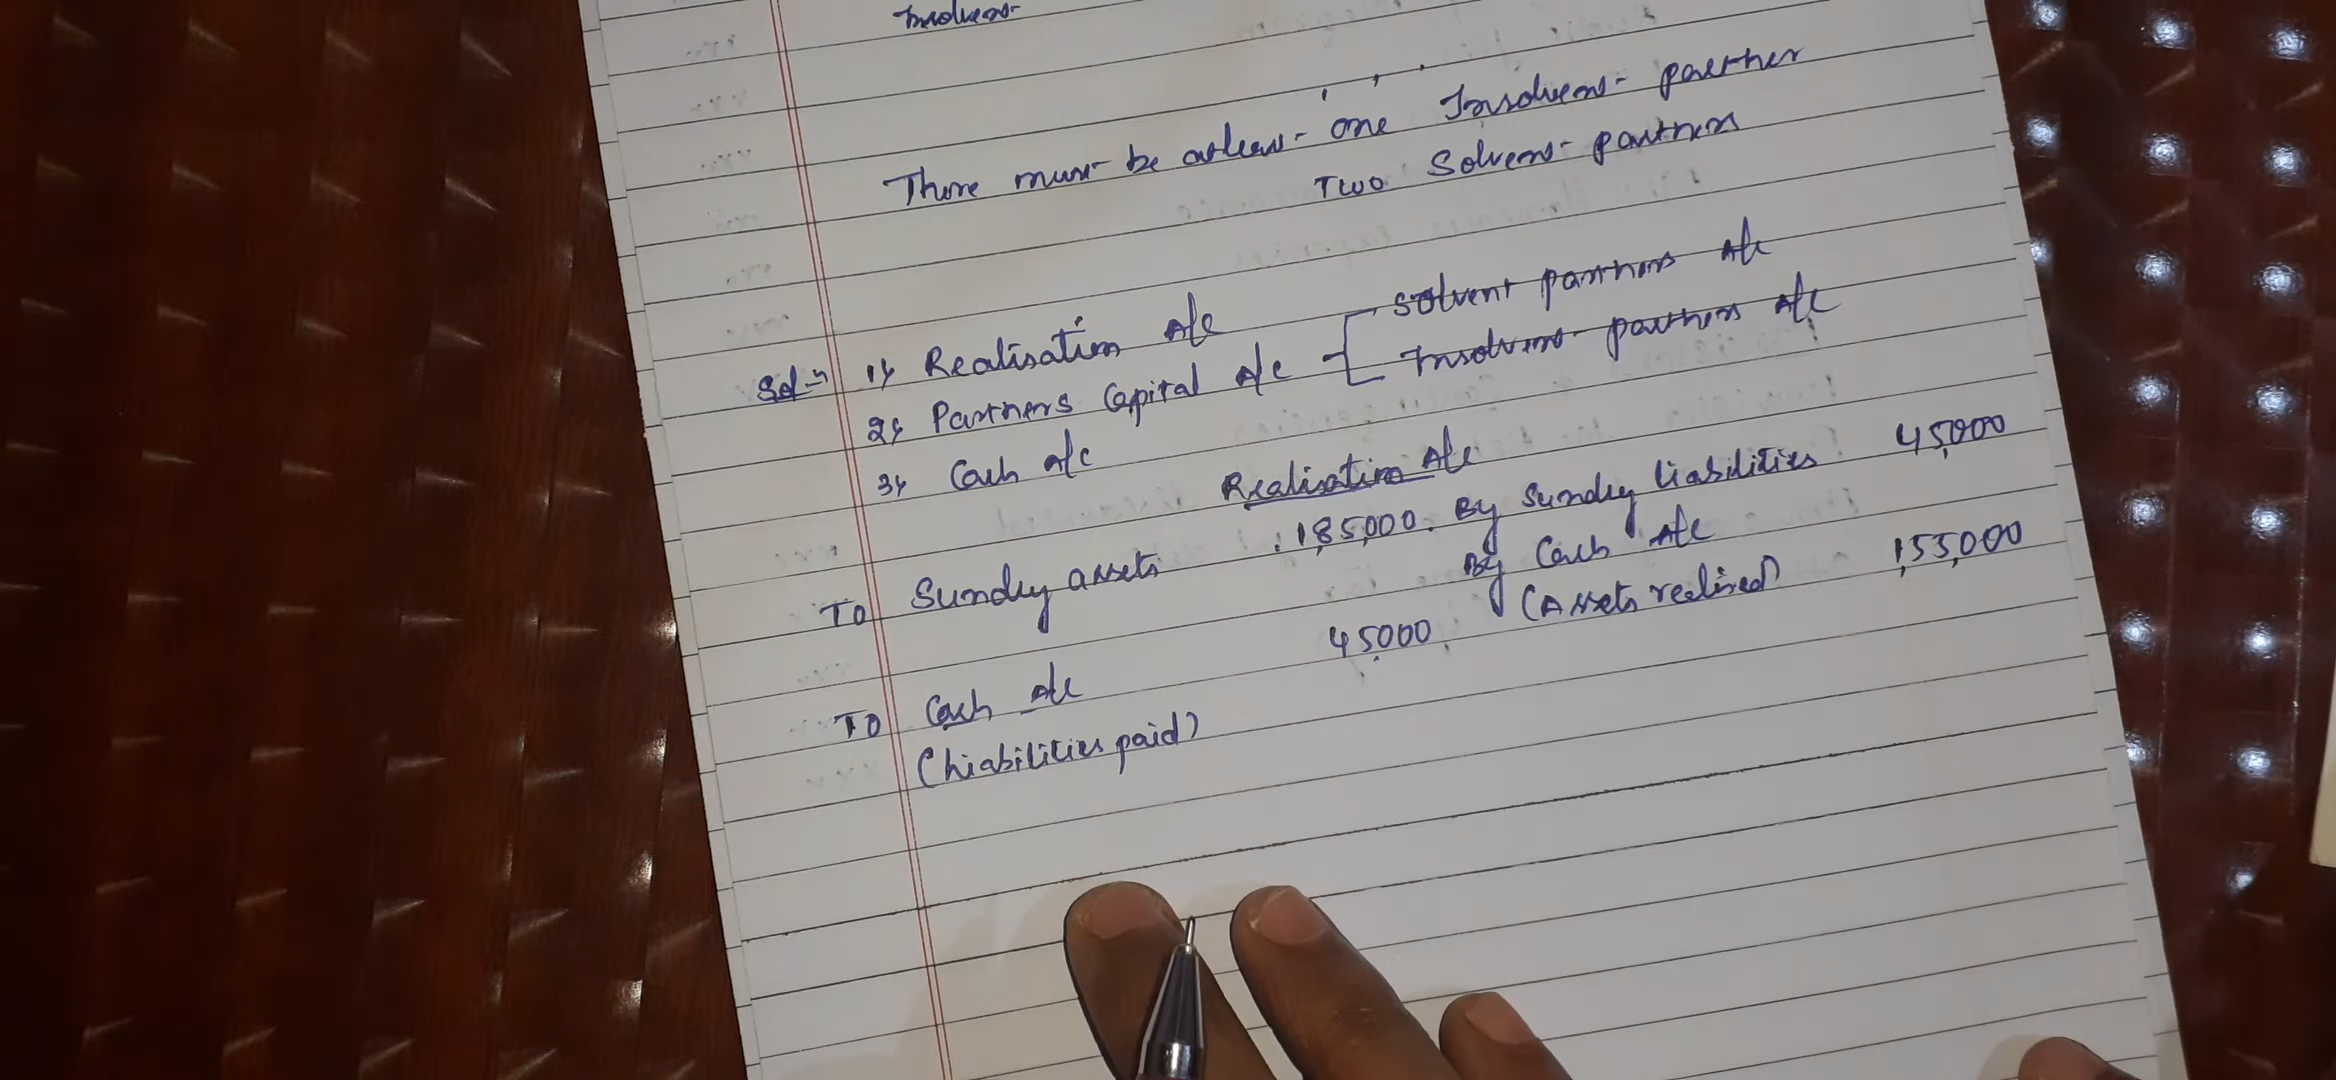 Insolvent
There must be atleast one Insolvent partner
Two Solvent partners
Sol→ 1) Realisation A/c
2) Partners Capital A/c
Solvent partners A/c
Insolvent partners A/c
3) Cash A/c
Realisation A/c
To Sundry assets 1,85,000. By Sundry liabilities 45,000
By Cash A/c
(Assets realised) 1,55,000
To Cash A/c 45,000
(Liabilities paid)